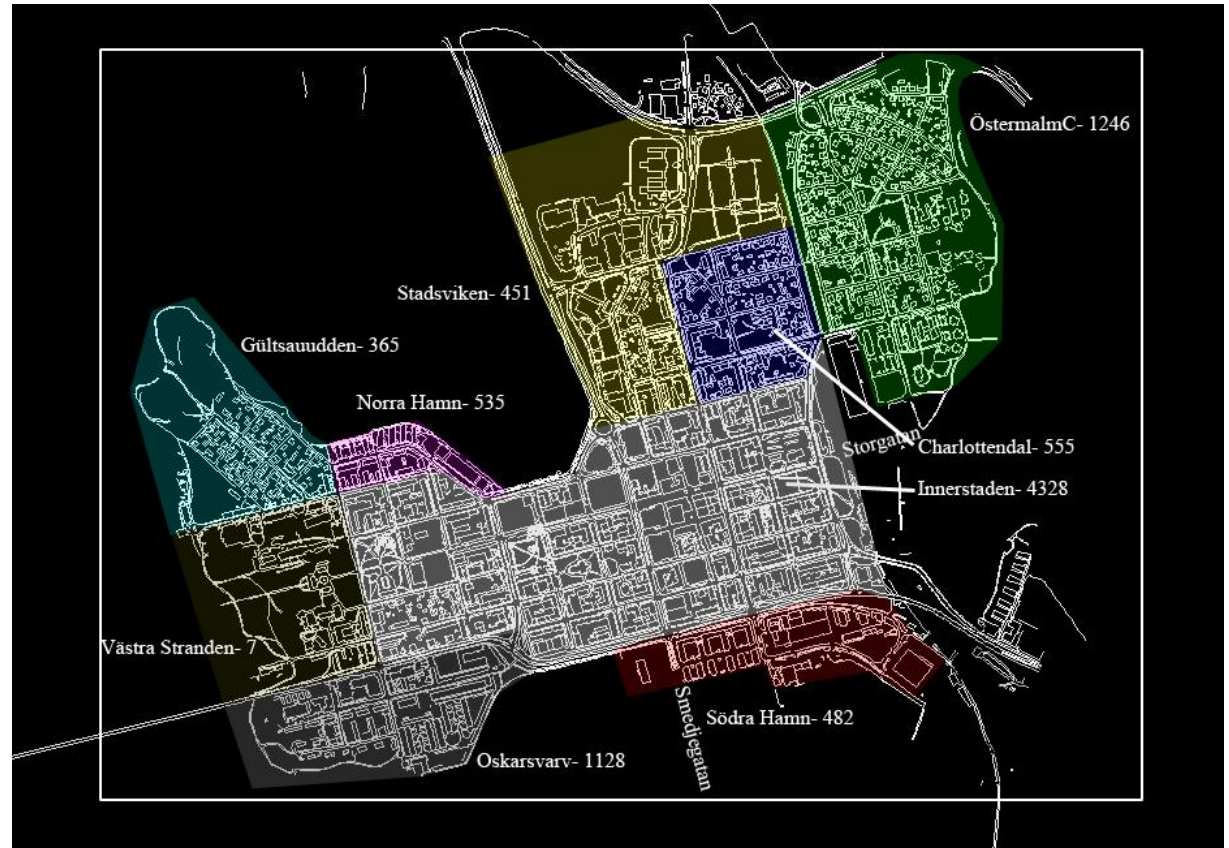 ÖstermalmC- 1246
Stadsviken- 451
Gültsauudden- 365
Norra Hamn- 535
Storgatan
Charlottendal- 555
Innerstaden- 4328
Västra Stranden- 7
Smedjegatan
Södra Hamn- 482
Oskarsvarv- 1128